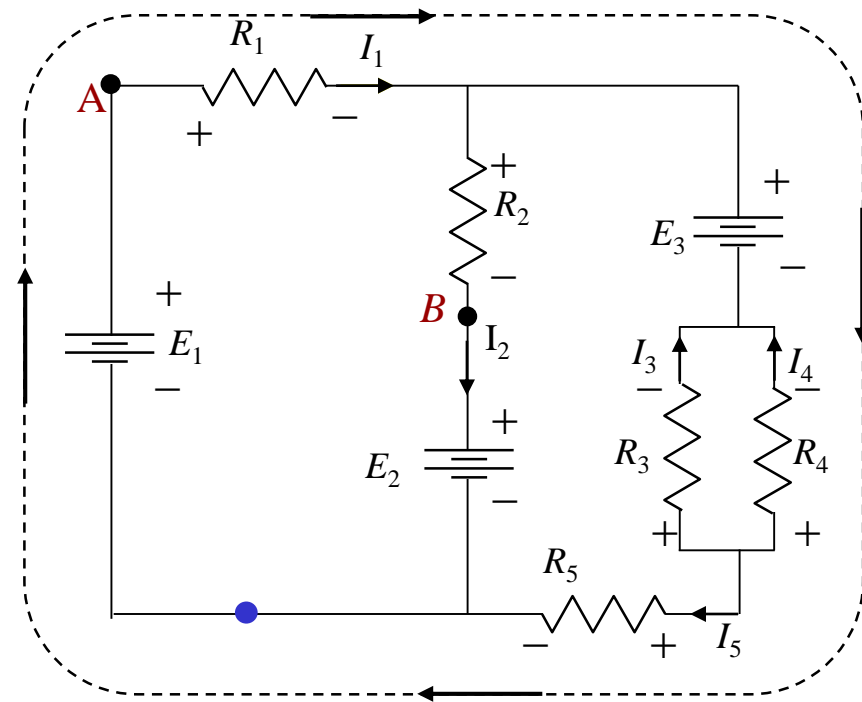 R1
I1
A
+
−
+
R2
−
+
E3
−
B
I2
+
E1
−
I3
I4
−
−
+
E2
−
R3
R4
+
+
R5
−
+
I5